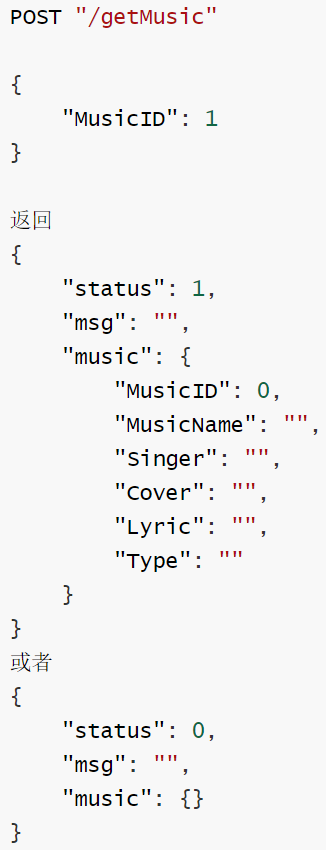 POST "/getMusic"
{
    "MusicID": 1
}
返回
{
    "status": 1,
    "msg": "",
    "music": {
        "MusicID": 0,
        "MusicName": "",
        "Singer": "",
        "Cover": "",
        "Lyric": "",
        "Type": ""
    }
}
或者
{
    "status": 0,
    "msg": "",
    "music": {}
}